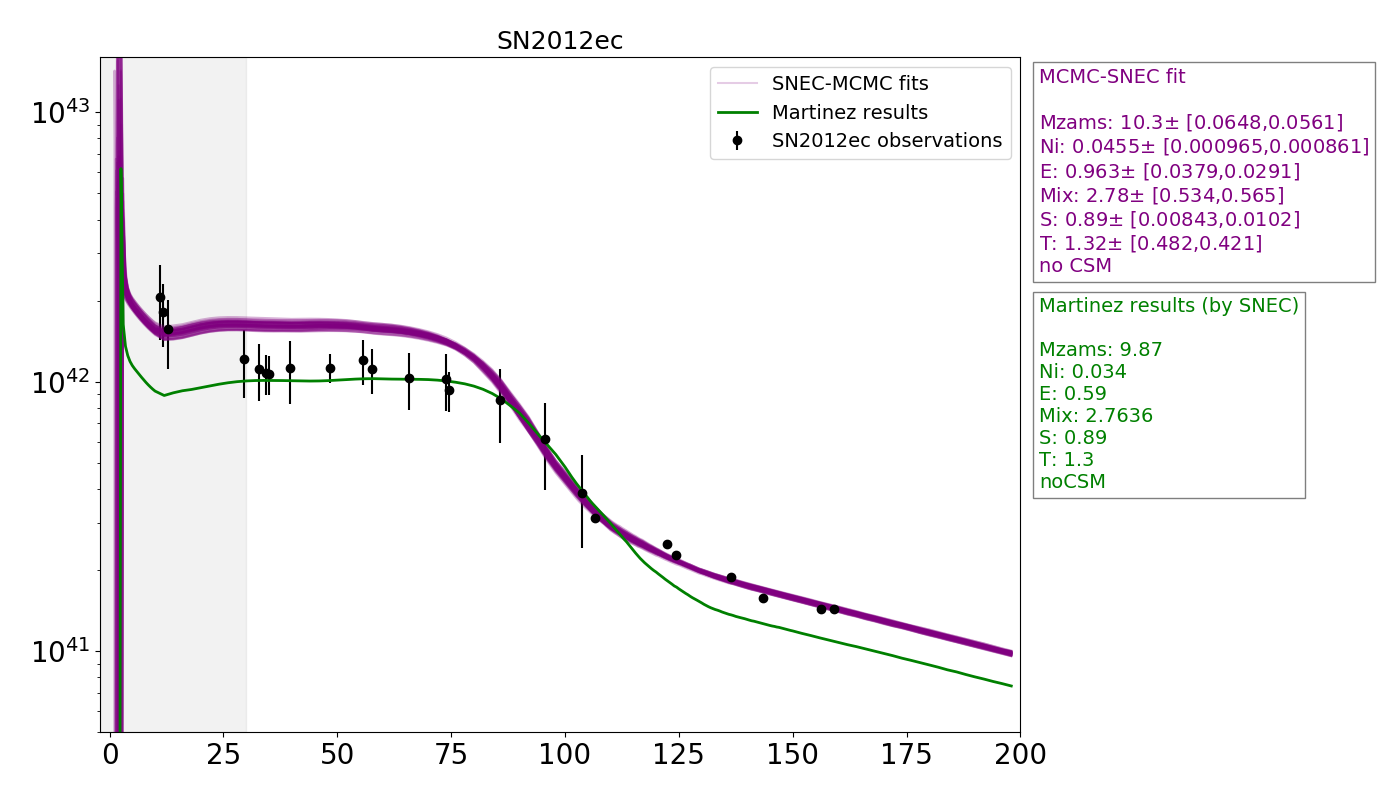 SN2012ec
10^43
10^42
10^41
0 25 50 75 100 125 150 175 200
SNEC-MCMC fits
Martinez results
SN2012ec observations
MCMC-SNEC fit
Mzams: 10.3± [0.0648,0.0561]
Ni: 0.0455± [0.000965,0.000861]
E: 0.963± [0.0379,0.0291]
Mix: 2.78± [0.534,0.565]
S: 0.89± [0.00843,0.0102]
T: 1.32± [0.482,0.421]
no CSM
Martinez results (by SNEC)
Mzams: 9.87
Ni: 0.034
E: 0.59
Mix: 2.7636
S: 0.89
T: 1.3
noCSM